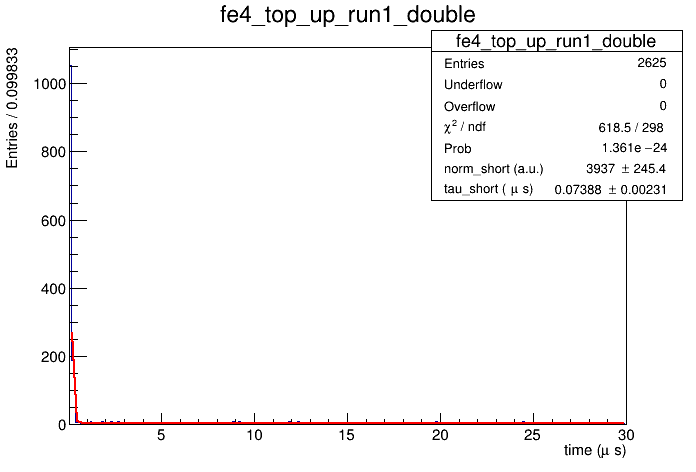 fe4_top_up_run1_double
fe4_top_up_run1_double
Entries 2625
Underflow 0
Overflow 0
χ² / ndf 618.5 / 298
Prob 1.361e −24
norm_short (a.u.) 3937 ± 245.4
tau_short ( μ s) 0.07388 ± 0.00231
Entries / 0.099833
1000
800
600
400
200
0
5 10 15 20 25 30
time (μ s)